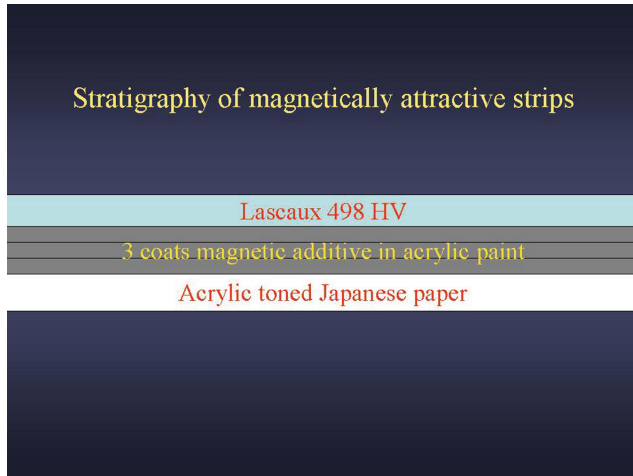 Stratigraphy of magnetically attractive strips
Lascaux 498 HV
3 coats magnetic additive in acrylic paint
Acrylic toned Japanese paper